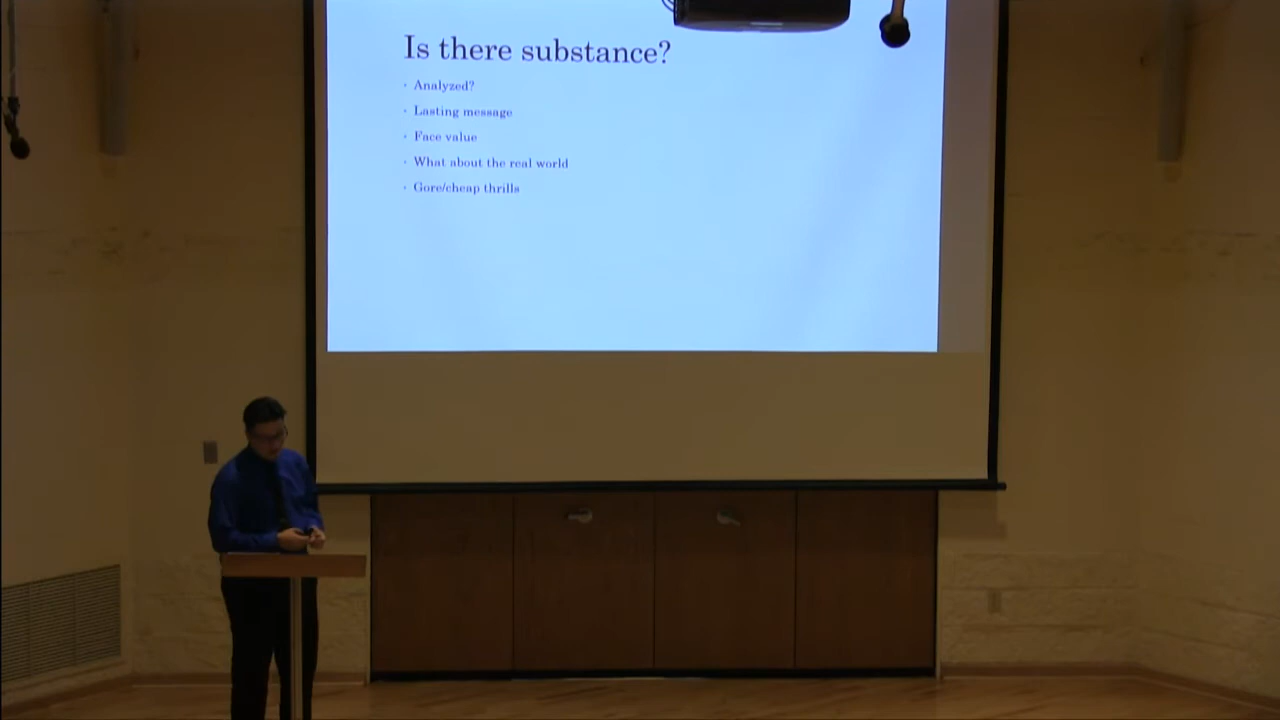 Is there substance?
· Analyzed?
· Lasting message
· Face value
· What about the real world
· Gore/cheap thrills